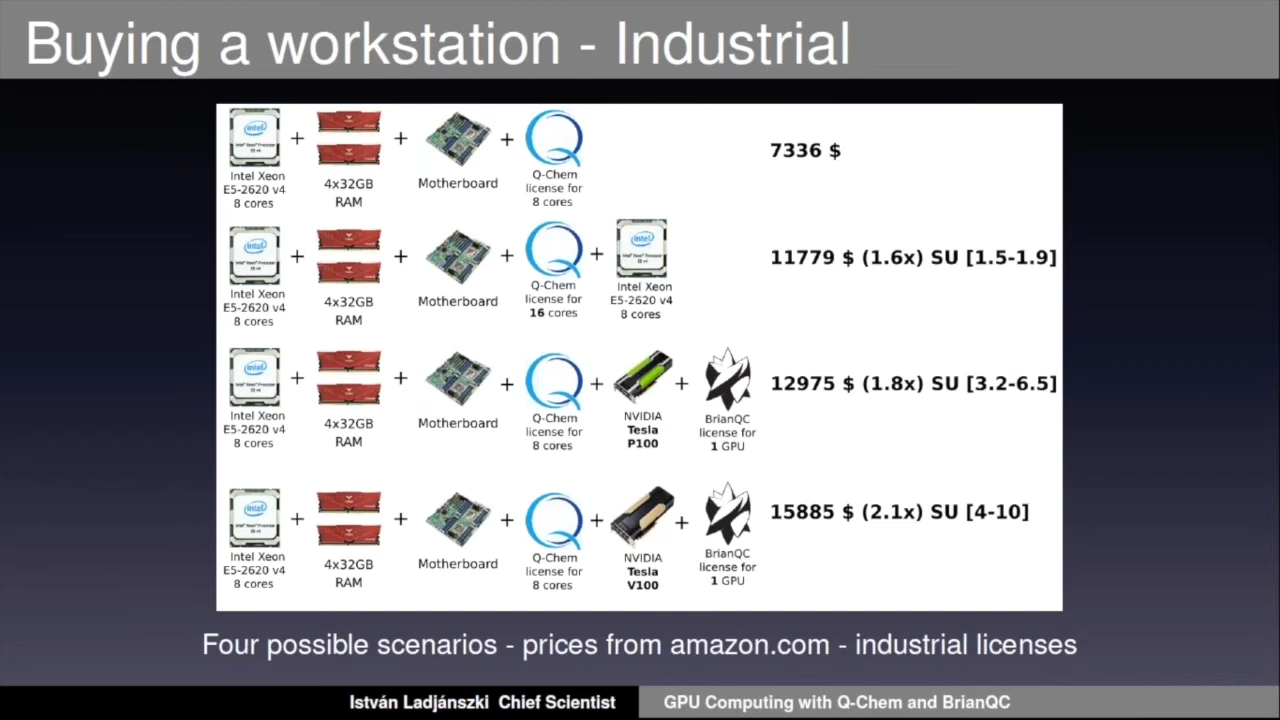 Buying a workstation - Industrial
Intel Xeon
E5-2620 v4
8 cores
+
4x32GB
RAM
+
Motherboard
+
Q-Chem
license for
8 cores
7336 $
Intel Xeon
E5-2620 v4
8 cores
+
4x32GB
RAM
+
Motherboard
+
Q-Chem
license for
16 cores
+
Intel Xeon
E5-2620 v4
8 cores
11779 $ (1.6x) SU [1.5-1.9]
Intel Xeon
E5-2620 v4
8 cores
+
4x32GB
RAM
+
Motherboard
+
Q-Chem
license for
8 cores
+
NVIDIA
Tesla
P100
+
BrianQC
license for
1 GPU
12975 $ (1.8x) SU [3.2-6.5]
Intel Xeon
E5-2620 v4
8 cores
+
4x32GB
RAM
+
Motherboard
+
Q-Chem
license for
8 cores
+
NVIDIA
Tesla
V100
+
BrianQC
license for
1 GPU
15885 $ (2.1x) SU [4-10]
Four possible scenarios - prices from amazon.com - industrial licenses
István Ladjánszki Chief Scientist
GPU Computing with Q-Chem and BrianQC